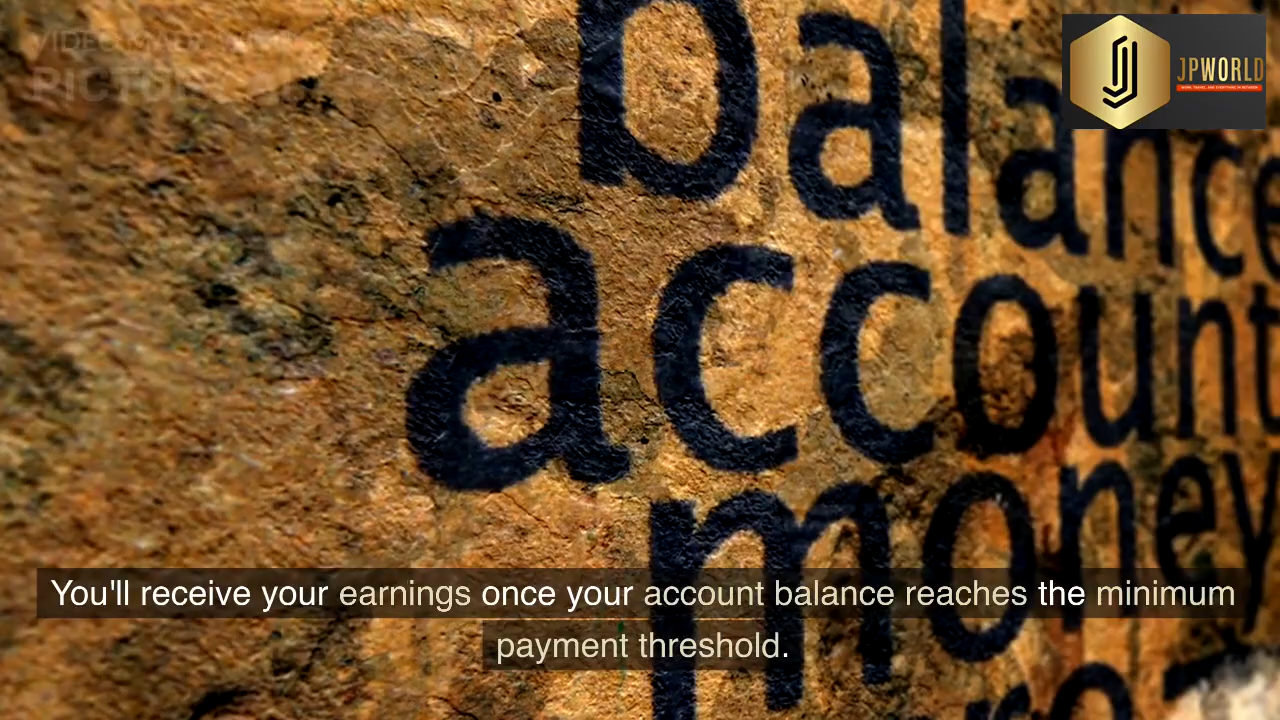 balance
JPWORLD
account
money
You'll receive your earnings once your account balance reaches the minimum
payment threshold.